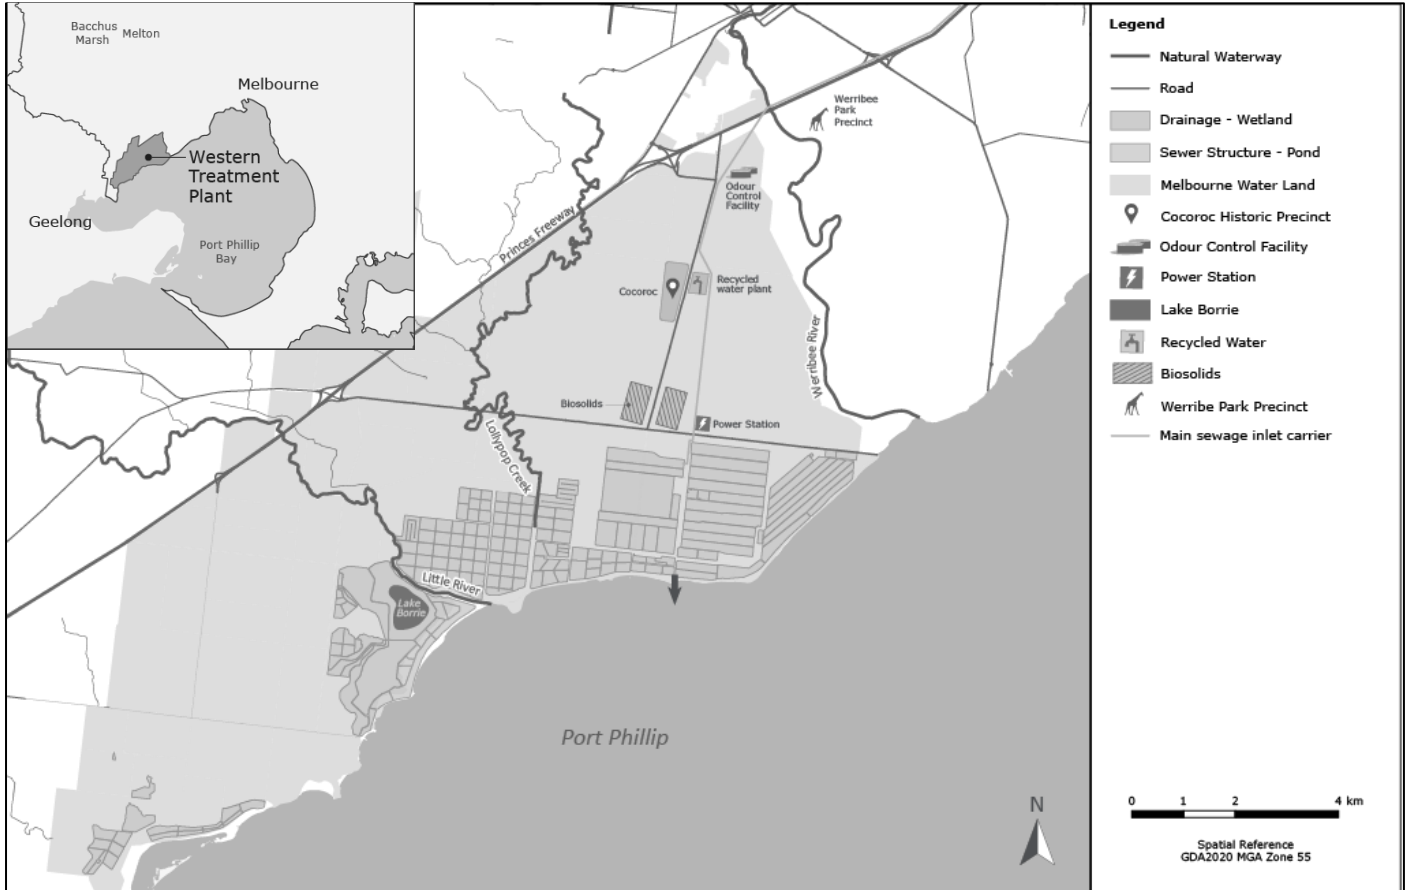 Bacchus
Marsh
Melton
Melbourne
Western
Treatment
Plant
Geelong
Port Phillip
Bay
Werribee
Park
Precinct
Odour
Control
Facility
Princes Freeway
Cocoroc
Recycled
water plant
Werribee River
Biosolids
Power Station
Lollypop Creek
Little River
Lake
Borrie
Port Phillip
N
Legend
Natural Waterway
Road
Drainage - Wetland
Sewer Structure - Pond
Melbourne Water Land
Cocoroc Historic Precinct
Odour Control Facility
Power Station
Lake Borrie
Recycled Water
Biosolids
Werribe Park Precinct
Main sewage inlet carrier
0 1 2 4 km
Spatial Reference
GDA2020 MGA Zone 55